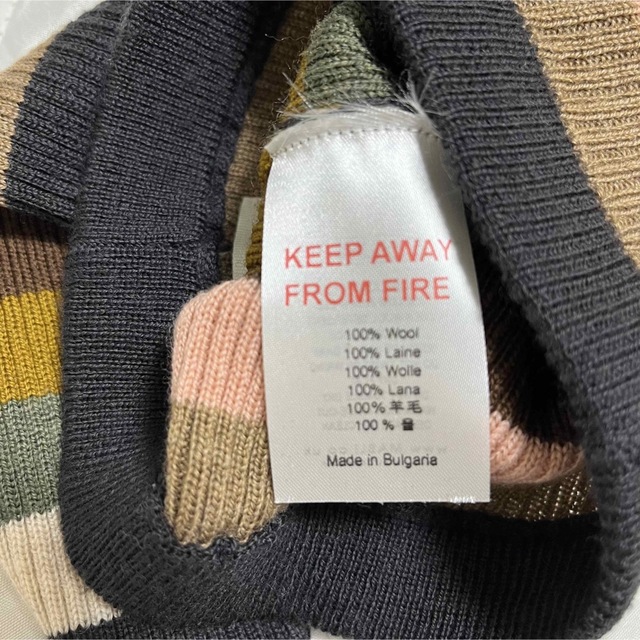 KEEP AWAY
FROM FIRE
100% Wool
100% Laine
100% Wolle
100% Lana
100% 羊毛
100 %
Made in Bulgaria